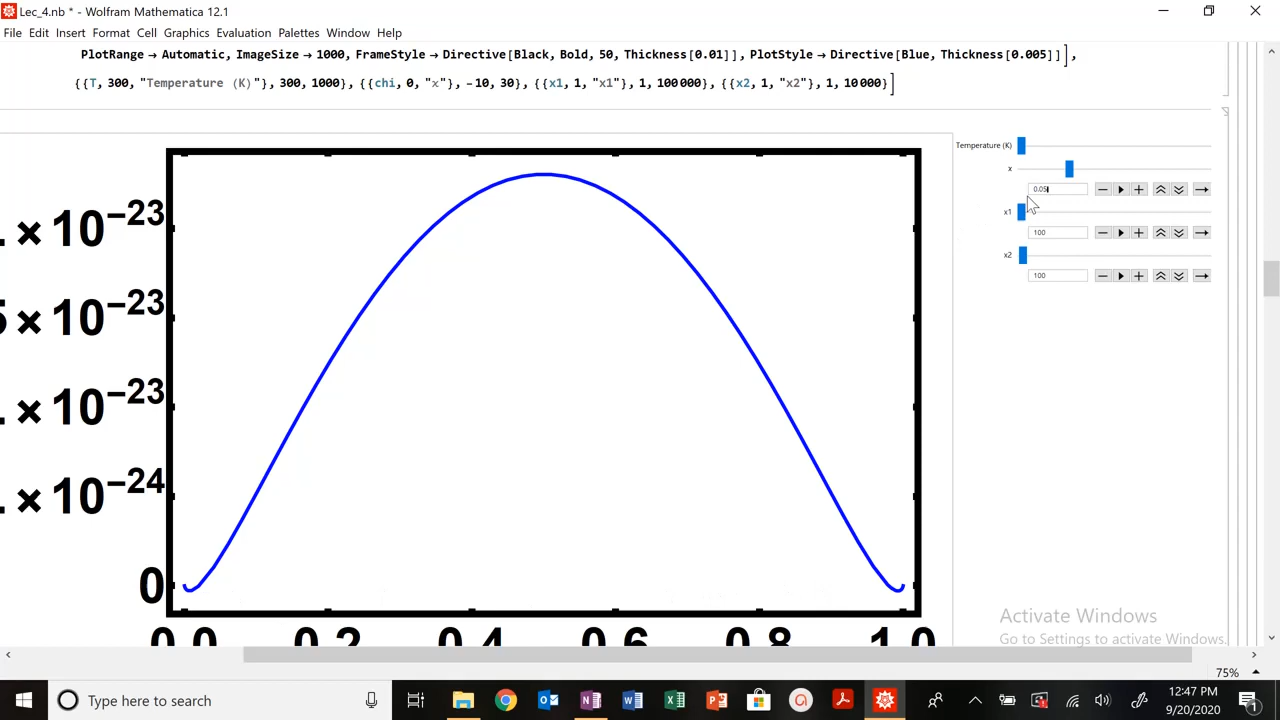 Lec_4.nb * - Wolfram Mathematica 12.1
File Edit Insert Format Cell Graphics Evaluation Palettes Window Help
PlotRange → Automatic, ImageSize → 1000, FrameStyle → Directive[Black, Bold, 50, Thickness[0.01]], PlotStyle → Directive[Blue, Thickness[0.005]]],
{{T, 300, "Temperature (K)"}, 300, 1000}, {{chi, 0, "χ"}, -10, 30}, {{x1, 1, "x1"}, 1, 100000}, {{x2, 1, "x2"}, 1, 10000}]
Temperature (K)
χ
0.05
x1
100
x2
100
×10−23
×10−23
×10−23
×10−24
0
0.0 0.2 0.4 0.6 0.8 1.0
Activate Windows
Go to Settings to activate Windows.
75%
Type here to search
12:47 PM
9/20/2020
1